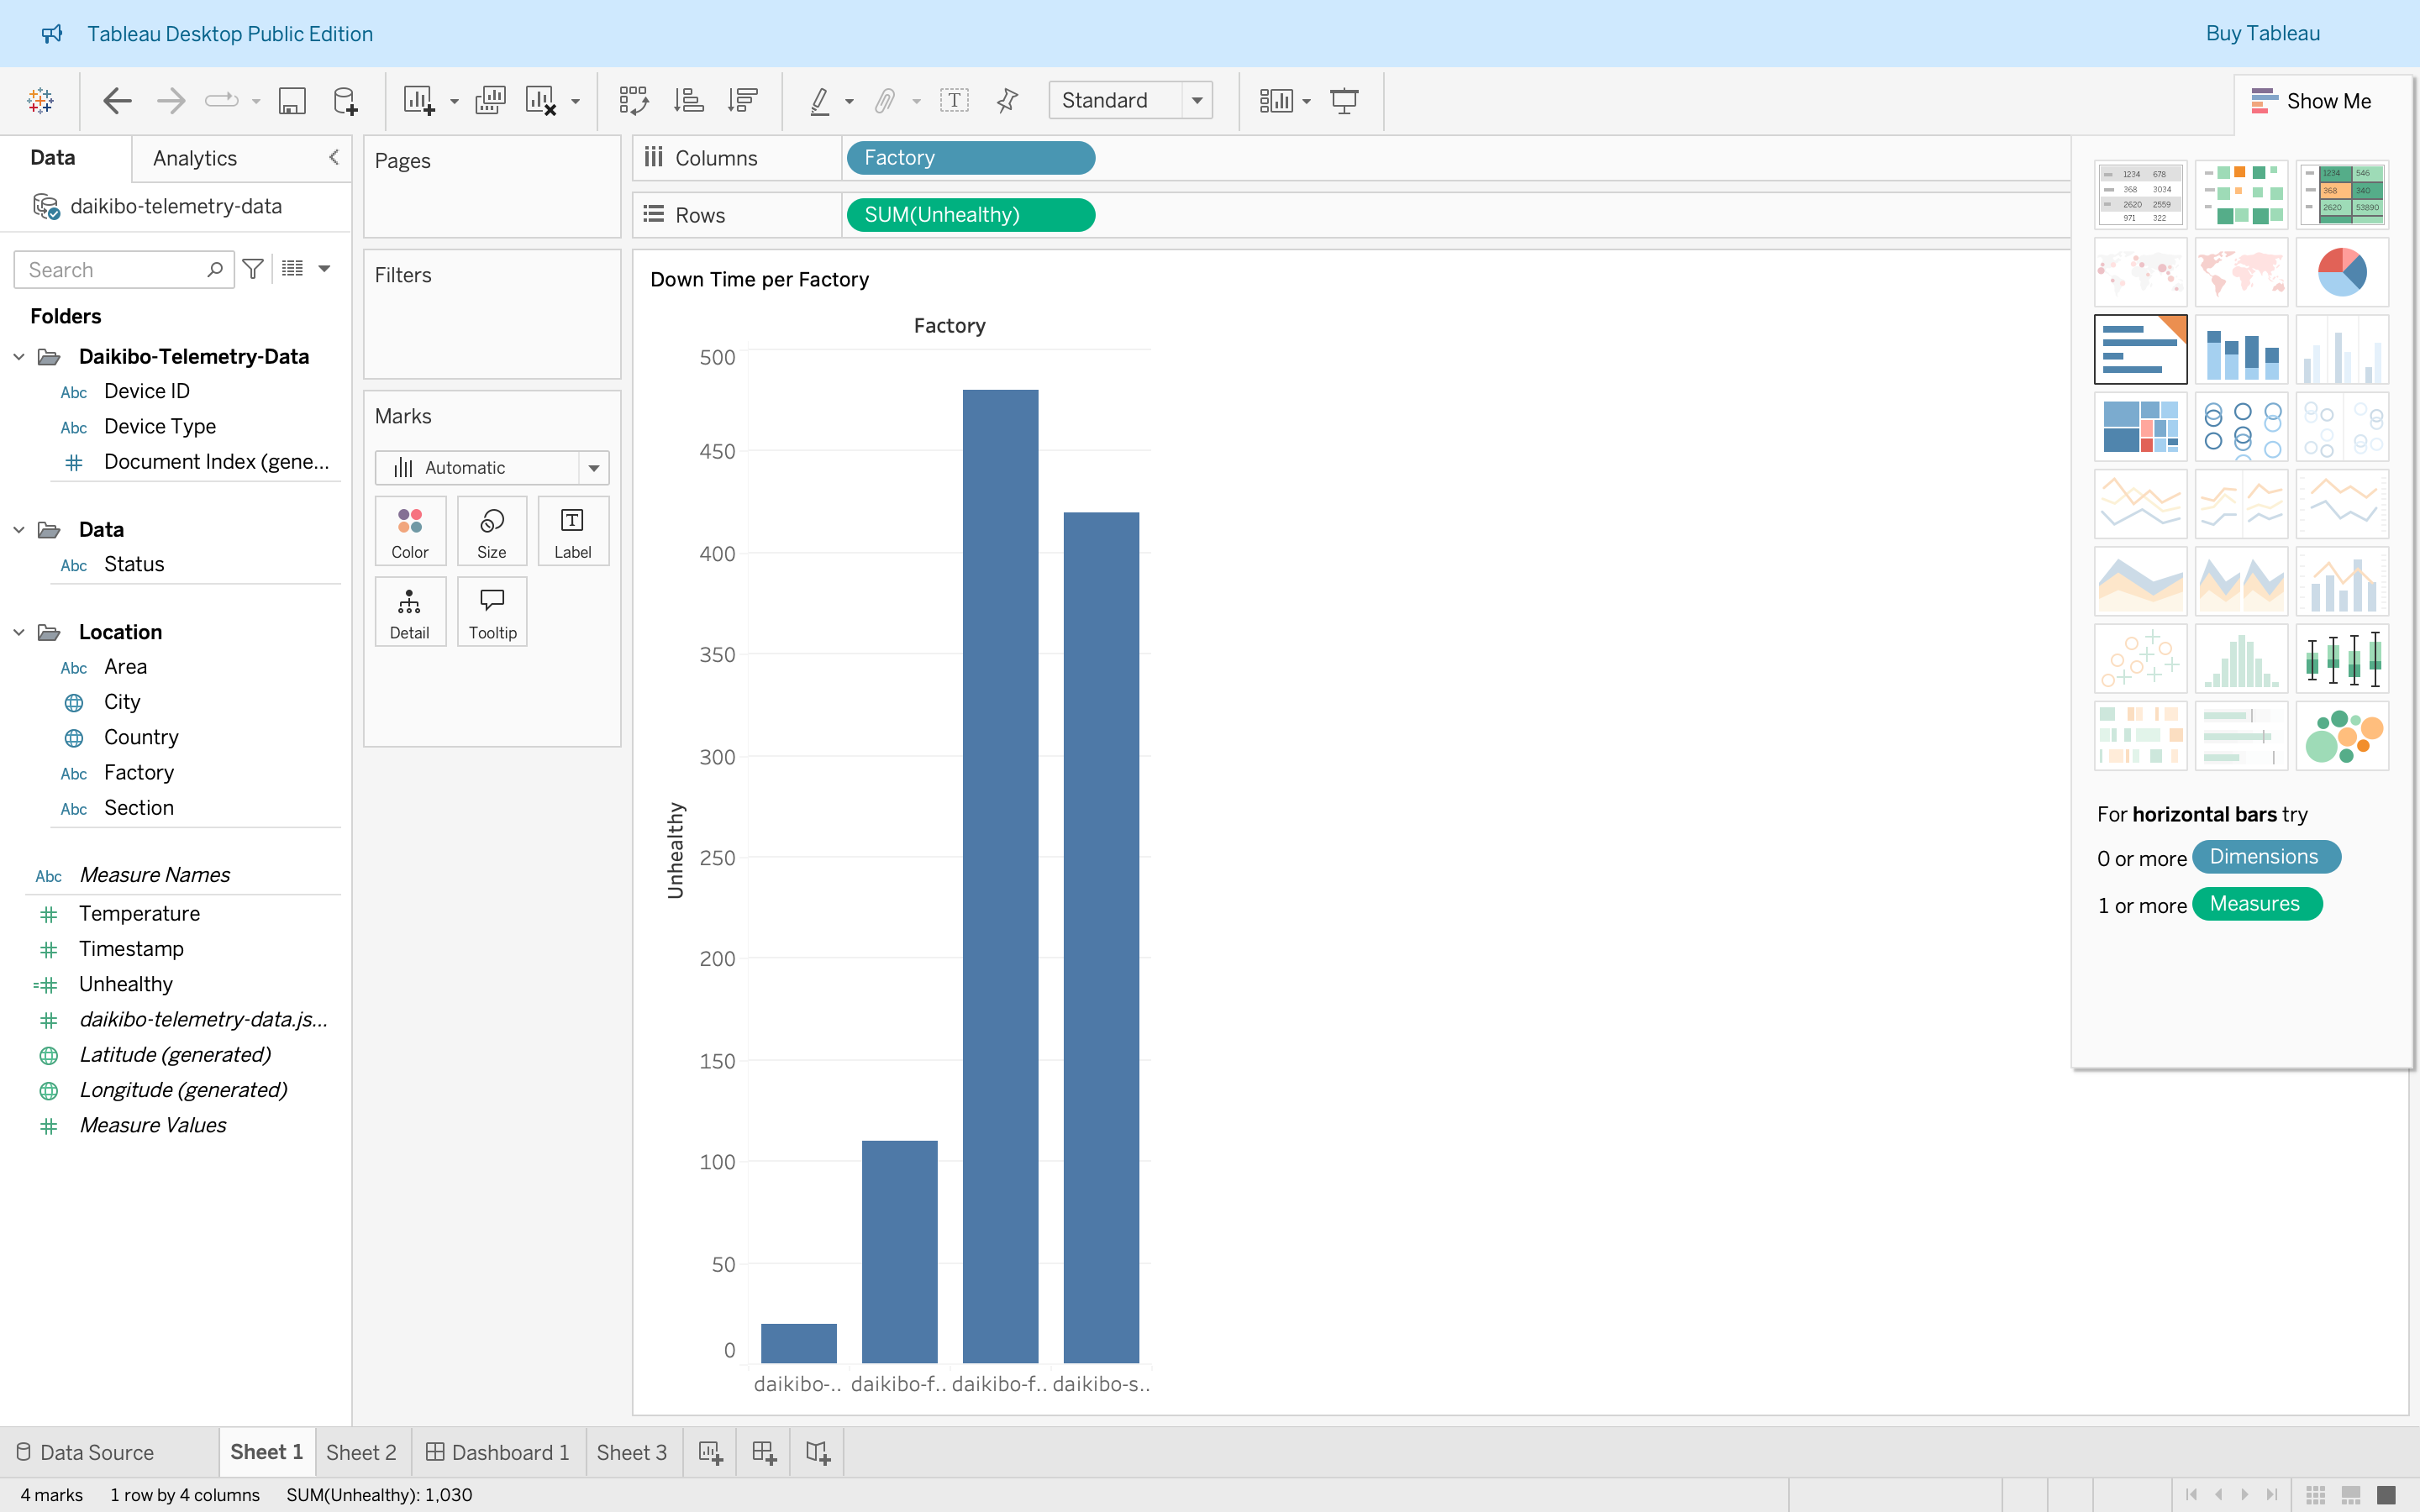 Tableau Desktop Public Edition
Buy Tableau
Standard
Show Me
Data
Analytics
daikibo-telemetry-data
Search
Folders
Daikibo-Telemetry-Data
Abc Device ID
Abc Device Type
Document Index (gene...
Data
Abc Status
Location
Abc Area
City
Country
Abc Factory
Abc Section
Abc Measure Names
Temperature
Timestamp
=# Unhealthy
daikibo-telemetry-data.js...
Latitude (generated)
Longitude (generated)
Measure Values
Pages
Filters
Marks
Automatic
Color
Size
Label
Detail
Tooltip
Columns
Factory
Rows
SUM(Unhealthy)
Down Time per Factory
Factory
500
450
400
350
300
250
200
150
100
50
0
Unhealthy
daikibo-.. daikibo-f.. daikibo-f.. daikibo-s..
1234 678
368 3034
2620 2559
971 322
1234 546
368 340
2620 53890
For horizontal bars try
0 or more Dimensions
1 or more Measures
Data Source
Sheet 1
Sheet 2
Dashboard 1
Sheet 3
4 marks
1 row by 4 columns
SUM(Unhealthy): 1,030